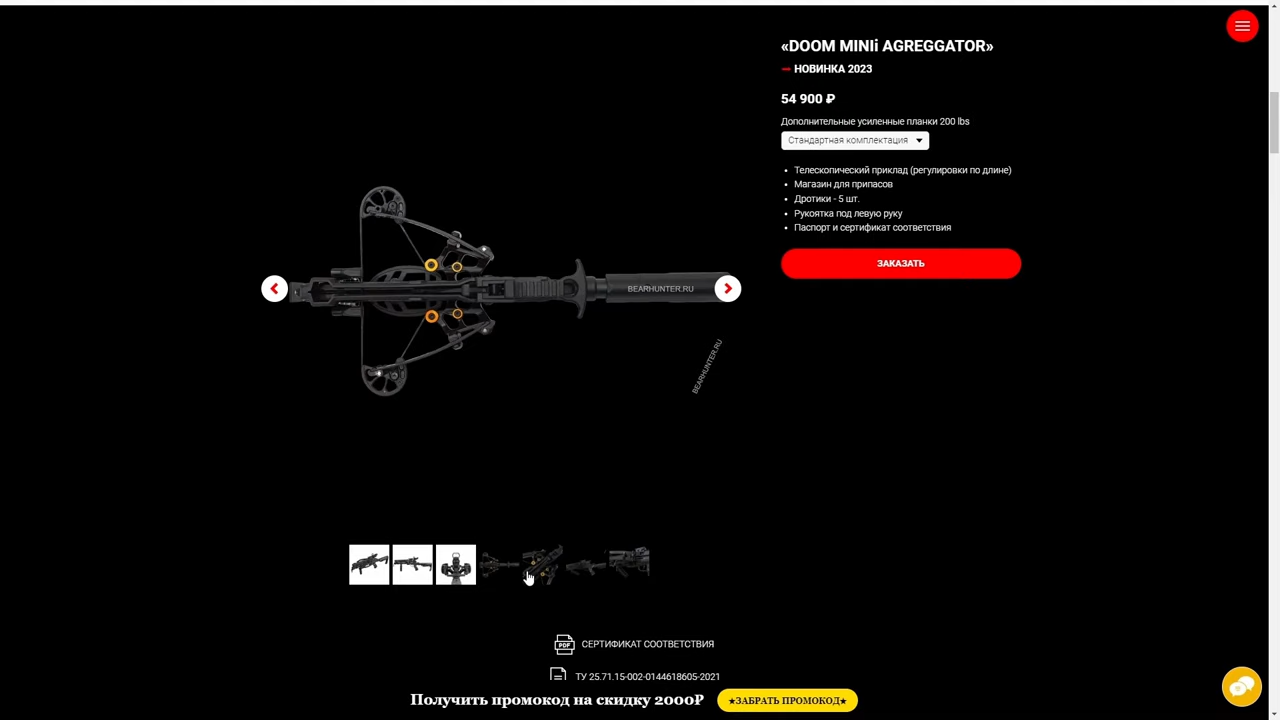 «DOOM MINIi AGREGGATOR»
— НОВИНКА 2023
54 900 ₽
Дополнительные усиленные планки 200 lbs
Стандартная комплектация
• Телескопический приклад (регулировки по длине)
• Магазин для припасов
• Дротики - 5 шт.
• Рукоятка под левую руку
• Паспорт и сертификат соответствия
ЗАКАЗАТЬ
BEARHUNTER.RU
BEARHUNTER.RU
PDF СЕРТИФИКАТ СООТВЕТСТВИЯ
ТУ 25.71.15-002-0144618605-2021
Получить промокод на скидку 2000₽
★ЗАБРАТЬ ПРОМОКОД★